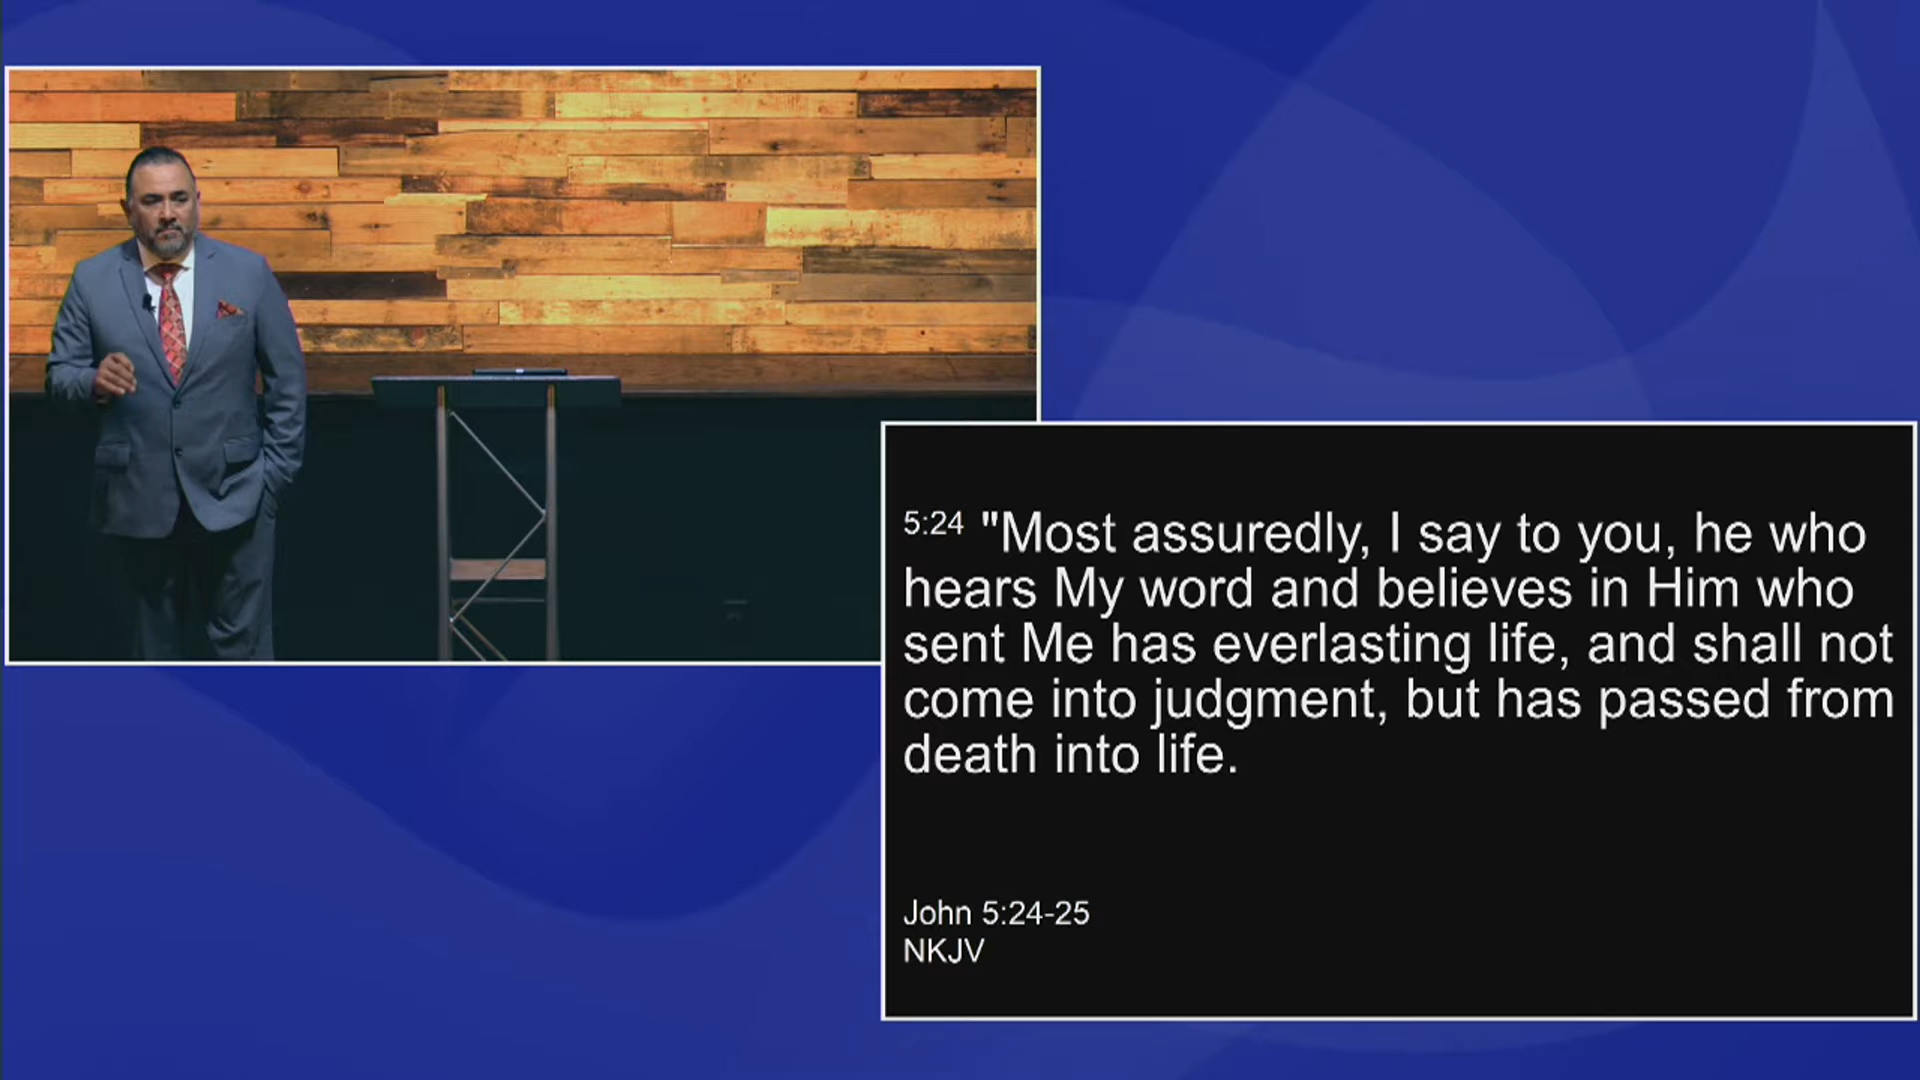 5:24 "Most assuredly, I say to you, he who
hears My word and believes in Him who
sent Me has everlasting life, and shall not
come into judgment, but has passed from
death into life.
John 5:24-25
NKJV